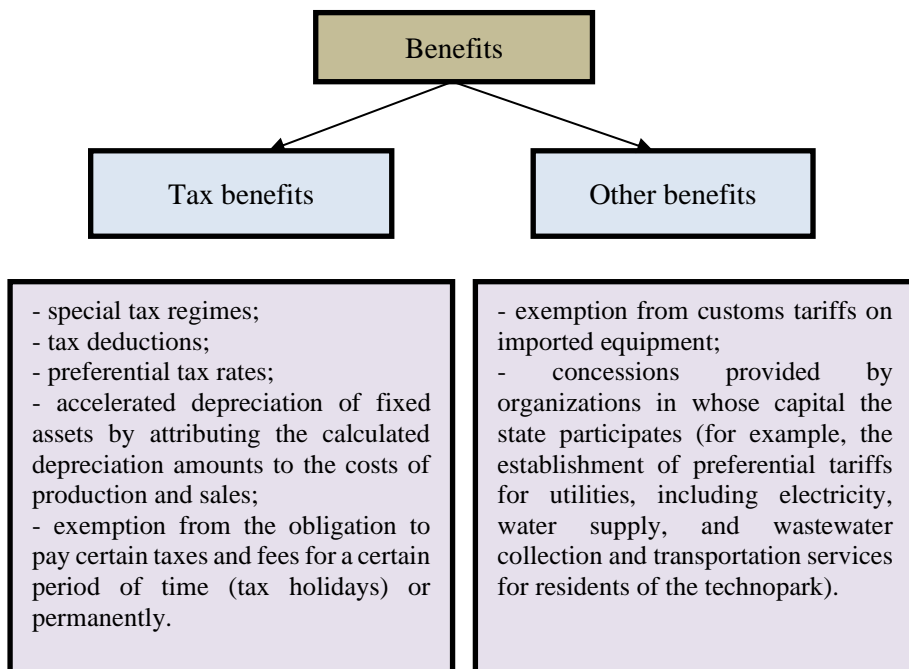 Benefits
Tax benefits
Other benefits
- special tax regimes;
- tax deductions;
- preferential tax rates;
- accelerated depreciation of fixed
assets by attributing the calculated
depreciation amounts to the costs of
production and sales;
- exemption from the obligation to
pay certain taxes and fees for a certain
period of time (tax holidays) or
permanently.
- exemption from customs tariffs on
imported equipment;
- concessions provided by
organizations in whose capital the
state participates (for example, the
establishment of preferential tariffs
for utilities, including electricity,
water supply, and wastewater
collection and transportation services
for residents of the technopark).